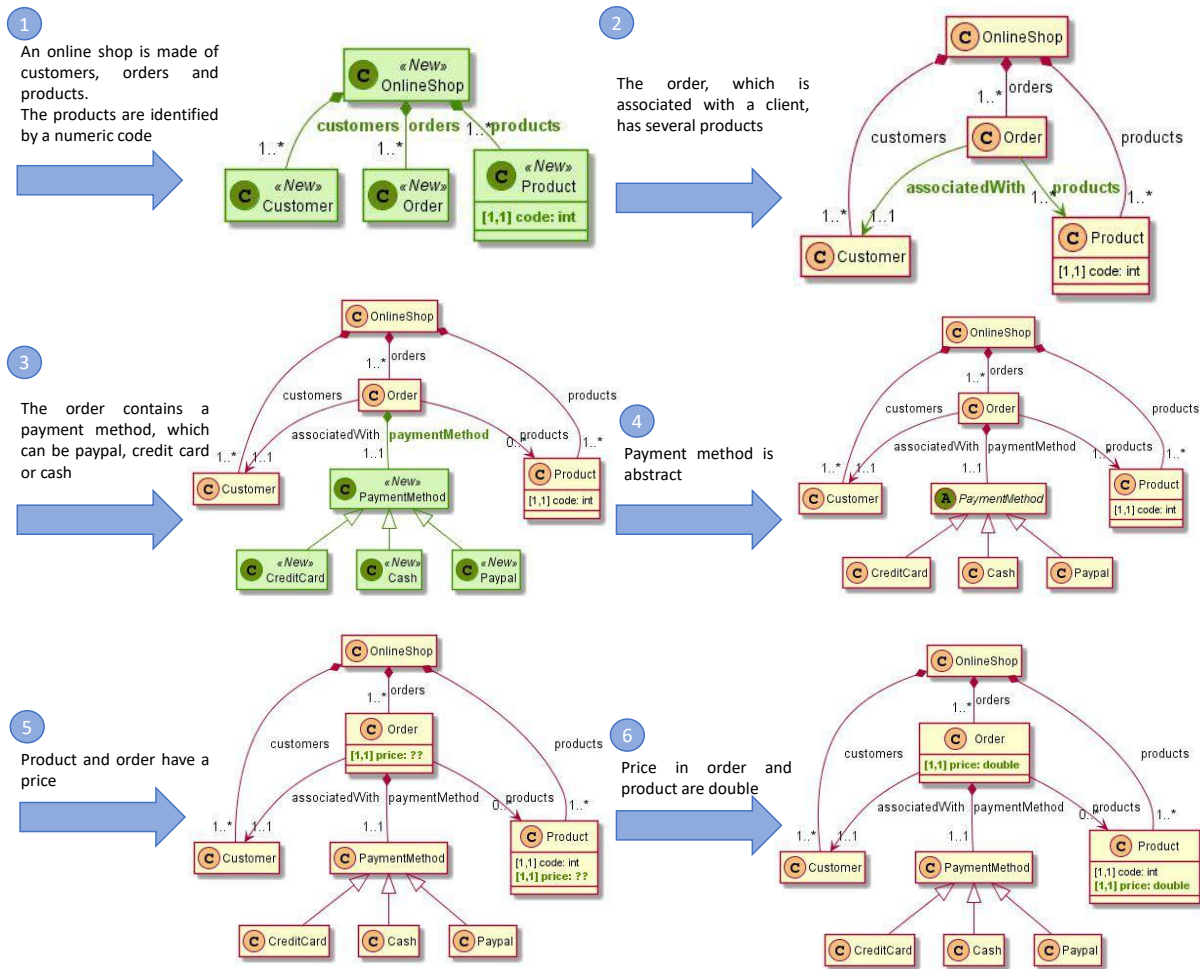 1
An online shop is made of
customers, orders and
products.
The products are identified
by a numeric code
C «New»
OnlineShop
customers orders products
1..* 1..* 1..*
C «New»
Customer
C «New»
Order
C «New»
Product
[1,1] code: int
2
The order, which is
associated with a client,
has several products
C OnlineShop
orders
1..*
customers
C Order
products
associatedWith products
1..* 1..1 1..* 1..*
C Customer
C Product
[1,1] code: int
3
The order contains a
payment method, which
can be paypal, credit card
or cash
C OnlineShop
1..* orders
customers
C Order
products
associatedWith paymentMethod products
1..* 1..1 1..1 0..* 1..*
C Customer
C «New»
PaymentMethod
C Product
[1,1] code: int
C «New»
CreditCard
C «New»
Cash
C «New»
Paypal
4
Payment method is
abstract
C OnlineShop
1..* orders
customers
C Order
products
associatedWith paymentMethod products
1..* 1..1 1..1 1..* 1..*
C Customer
A PaymentMethod
C Product
[1,1] code: int
C CreditCard
C Cash
C Paypal
5
Product and order have a
price
C OnlineShop
1..* orders
customers
C Order
[1,1] price: ??
products
associatedWith paymentMethod products
1..* 1..1 1..1 0..* 1..*
C Customer
C PaymentMethod
C Product
[1,1] code: int
[1,1] price: ??
C CreditCard
C Cash
C Paypal
6
Price in order and
product are double
C OnlineShop
1..* orders
customers
C Order
[1,1] price: double
products
associatedWith paymentMethod products
1..* 1..1 1..1 0..* 1..*
C Customer
C PaymentMethod
C Product
[1,1] code: int
[1,1] price: double
C CreditCard
C Cash
C Paypal